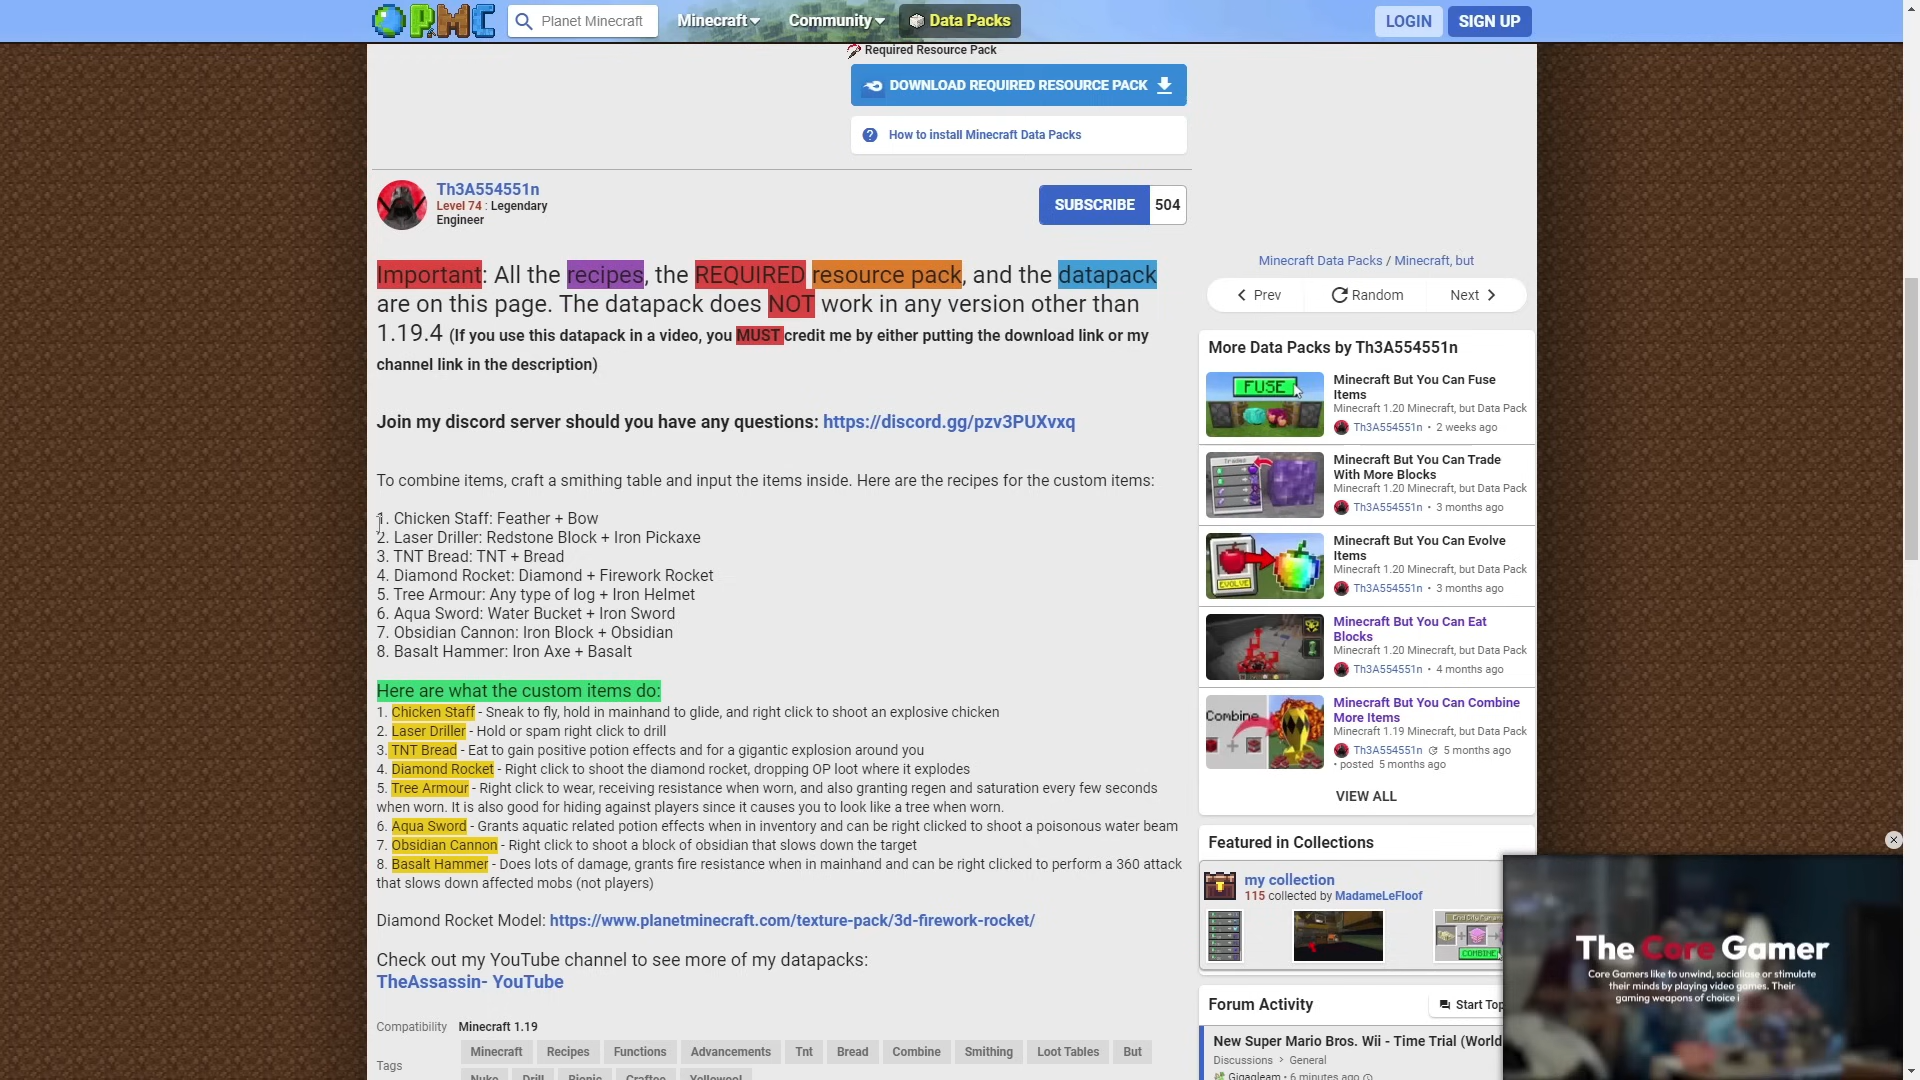 PMC
Planet Minecraft
Minecraft
Community
Data Packs
LOGIN
SIGN UP
Required Resource Pack
DOWNLOAD REQUIRED RESOURCE PACK
How to install Minecraft Data Packs
Th3A554551n
Level 74 : Legendary
Engineer
SUBSCRIBE
504
Important: All the recipes, the REQUIRED resource pack, and the datapack
are on this page. The datapack does NOT work in any version other than
1.19.4 (If you use this datapack in a video, you MUST credit me by either putting the download link or my
channel link in the description)
Join my discord server should you have any questions: https://discord.gg/pzv3PUXvxq
To combine items, craft a smithing table and input the items inside. Here are the recipes for the custom items:
1. Chicken Staff: Feather + Bow
2. Laser Driller: Redstone Block + Iron Pickaxe
3. TNT Bread: TNT + Bread
4. Diamond Rocket: Diamond + Firework Rocket
5. Tree Armour: Any type of log + Iron Helmet
6. Aqua Sword: Water Bucket + Iron Sword
7. Obsidian Cannon: Iron Block + Obsidian
8. Basalt Hammer: Iron Axe + Basalt
Here are what the custom items do:
1. Chicken Staff - Sneak to fly, hold in mainhand to glide, and right click to shoot an explosive chicken
2. Laser Driller - Hold or spam right click to drill
3. TNT Bread - Eat to gain positive potion effects and for a gigantic explosion around you
4. Diamond Rocket - Right click to shoot the diamond rocket, dropping OP loot where it explodes
5. Tree Armour - Right click to wear, receiving resistance when worn, and also granting regen and saturation every few seconds
when worn. It is also good for hiding against players since it causes you to look like a tree when worn.
6. Aqua Sword - Grants aquatic related potion effects when in inventory and can be right clicked to shoot a poisonous water beam
7. Obsidian Cannon - Right click to shoot a block of obsidian that slows down the target
8. Basalt Hammer - Does lots of damage, grants fire resistance when in mainhand and can be right clicked to perform a 360 attack
that slows down affected mobs (not players)
Diamond Rocket Model: https://www.planetminecraft.com/texture-pack/3d-firework-rocket/
Check out my YouTube channel to see more of my datapacks:
TheAssassin- YouTube
Compatibility Minecraft 1.19
Tags
Minecraft Recipes Functions Advancements Tnt Bread Combine Smithing Loot Tables But
Nuke Drill Bionic Craftee Yellowool
Minecraft Data Packs / Minecraft, but
Prev
Random
Next
More Data Packs by Th3A554551n
FUSE
Minecraft But You Can Fuse
Items
Minecraft 1.20 Minecraft, but Data Pack
Th3A554551n • 2 weeks ago
Minecraft But You Can Trade
With More Blocks
Minecraft 1.20 Minecraft, but Data Pack
Th3A554551n • 3 months ago
EVOLVE
Minecraft But You Can Evolve
Items
Minecraft 1.20 Minecraft, but Data Pack
Th3A554551n • 3 months ago
Minecraft But You Can Eat
Blocks
Minecraft 1.20 Minecraft, but Data Pack
Th3A554551n • 4 months ago
Combine
Minecraft But You Can Combine
More Items
Minecraft 1.19 Minecraft, but Data Pack
Th3A554551n 5 months ago
• posted 5 months ago
VIEW ALL
Featured in Collections
my collection
115 collected by MadameLeFloof
COMBINE
Forum Activity
Start Top
New Super Mario Bros. Wii - Time Trial (World
Discussions > General
Gigagleam • 6 minutes ago
The Core Gamer
Core Gamers like to unwind, socialise or stimulate
their minds by playing video games. Their
gaming weapons of choice i